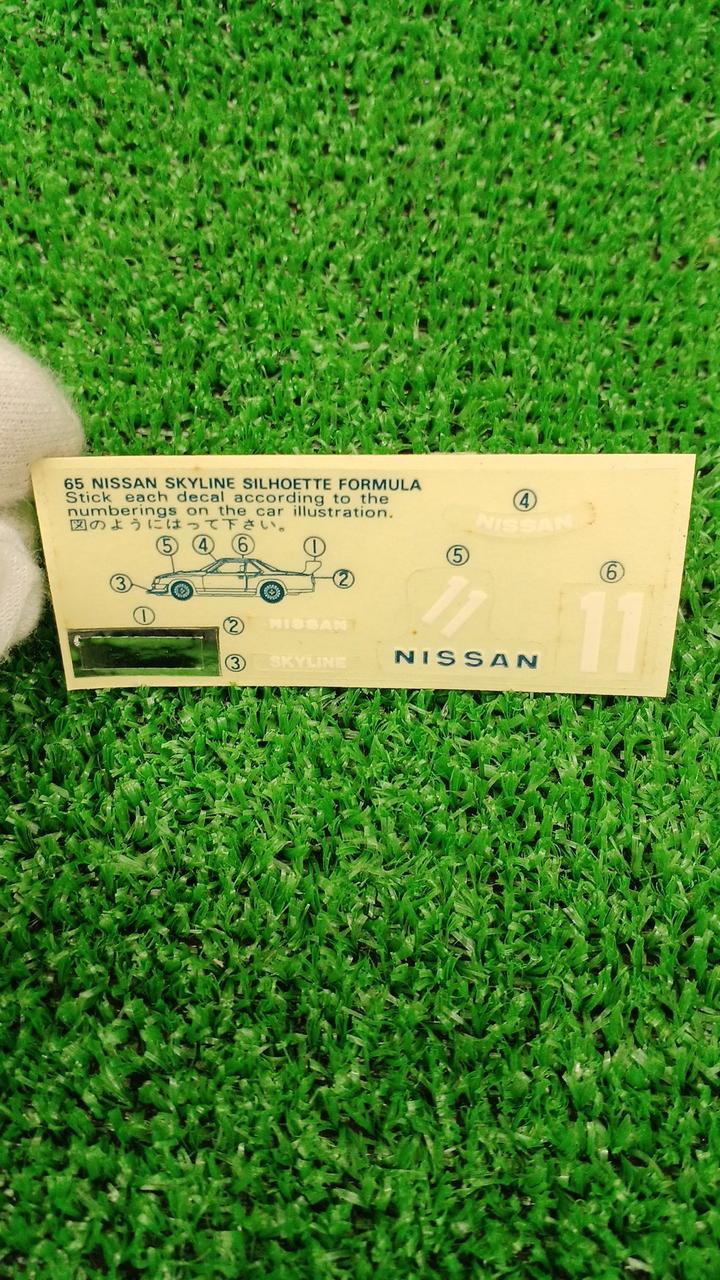 65 NISSAN SKYLINE SILHOETTE FORMULA
Stick each decal according to the
numberings on the car illustration.
図のようにはって下さい。
⑤ ④ ⑥ ①
③ ②
①
② NISSAN
③ SKYLINE
④
NISSAN
⑤
11
NISSAN
⑥
11